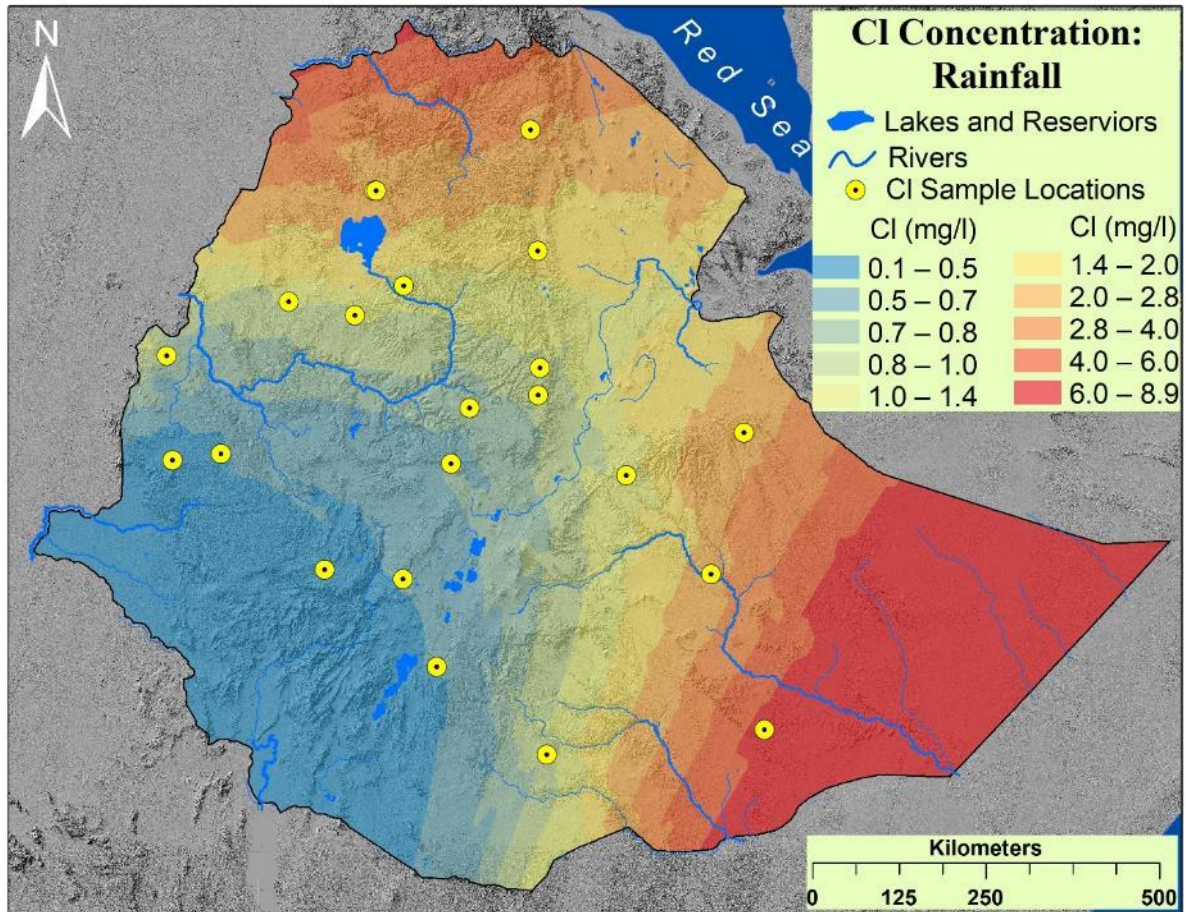 N
Red Sea
Cl Concentration:
Rainfall
Lakes and Reserviors
Rivers
Cl Sample Locations
Cl (mg/l) Cl (mg/l)
0.1 – 0.5 1.4 – 2.0
0.5 – 0.7 2.0 – 2.8
0.7 – 0.8 2.8 – 4.0
0.8 – 1.0 4.0 – 6.0
1.0 – 1.4 6.0 – 8.9
Kilometers
0 125 250 500